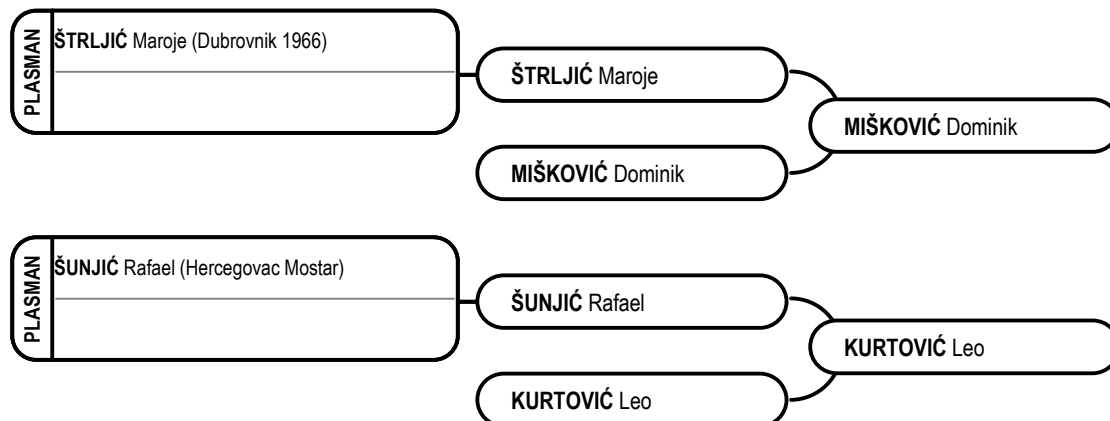 PLASMAN
ŠTRLJIĆ Maroje (Dubrovnik 1966)
ŠTRLJIĆ Maroje
MIŠKOVIĆ Dominik
MIŠKOVIĆ Dominik
PLASMAN
ŠUNJIĆ Rafael (Hercegovac Mostar)
ŠUNJIĆ Rafael
KURTOVIĆ Leo
KURTOVIĆ Leo